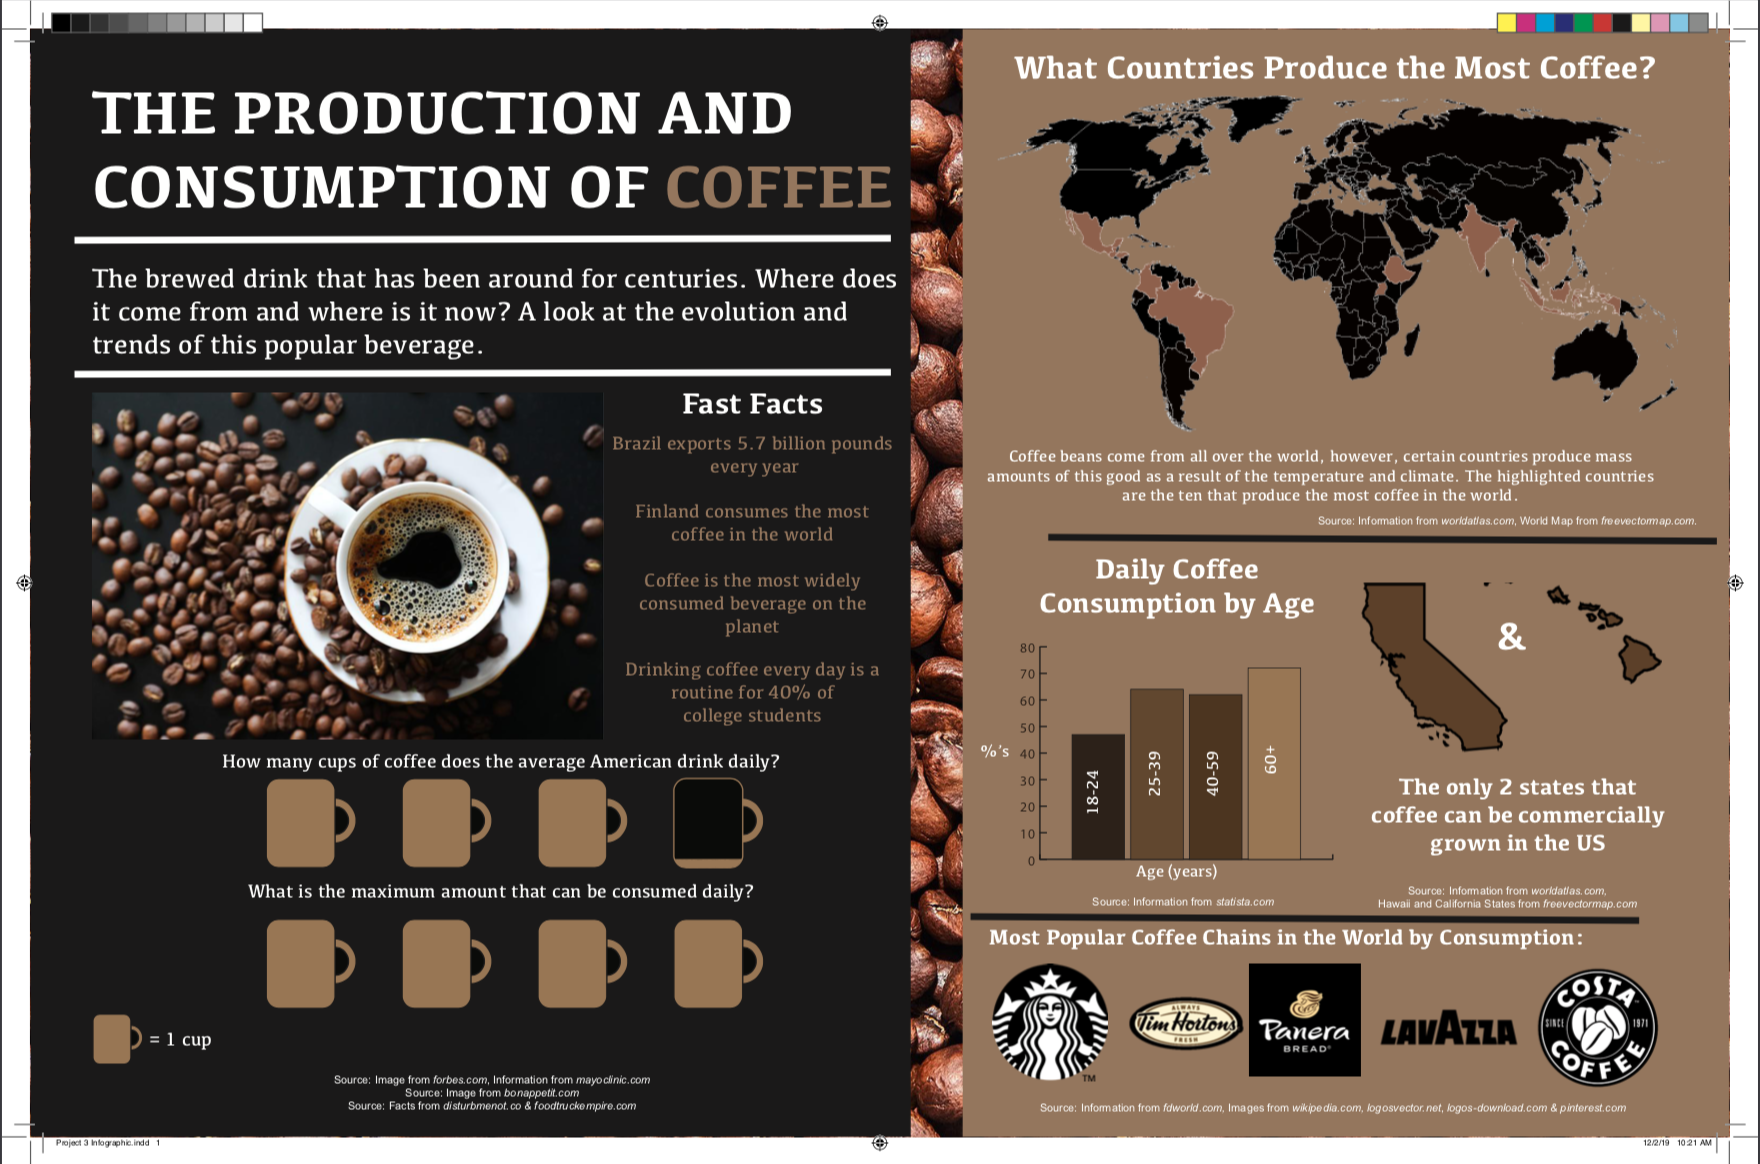 THE PRODUCTION AND
CONSUMPTION OF COFFEE
The brewed drink that has been around for centuries. Where does
it come from and where is it now? A look at the evolution and
trends of this popular beverage.
Fast Facts
Brazil exports 5.7 billion pounds
every year
Finland consumes the most
coffee in the world
Coffee is the most widely
consumed beverage on the
planet
Drinking coffee every day is a
routine for 40% of
college students
How many cups of coffee does the average American drink daily?
What is the maximum amount that can be consumed daily?
= 1 cup
Source: Image from forbes.com, Information from mayoclinic.com
Source: Image from bonappetit.com
Source: Facts from disturbmenot.co & foodtruckempire.com
What Countries Produce the Most Coffee?
Coffee beans come from all over the world, however, certain countries produce mass
amounts of this good as a result of the temperature and climate. The highlighted countries
are the ten that produce the most coffee in the world.
Source: Information from worldatlas.com, World Map from freevectormap.com.
Daily Coffee
Consumption by Age
80
70
60
50
%'s 40
30
20
10
0
18-24
25-39
40-59
60+
Age (years)
Source: Information from statista.com
&
The only 2 states that
coffee can be commercially
grown in the US
Source: Information from worldatlas.com,
Hawaii and California States from freevectormap.com
Most Popular Coffee Chains in the World by Consumption:
TM
ALWAYS
Tim Hortons
FRESH
Panera
BREAD®
LAVAZZA
COSTA
SINCE 1971
COFFEE
Source: Information from fdworld.com, Images from wikipedia.com, logosvector.net, logos-download.com & pinterest.com
Project 3 Infographic.indd 1
12/2/19 10:21 AM